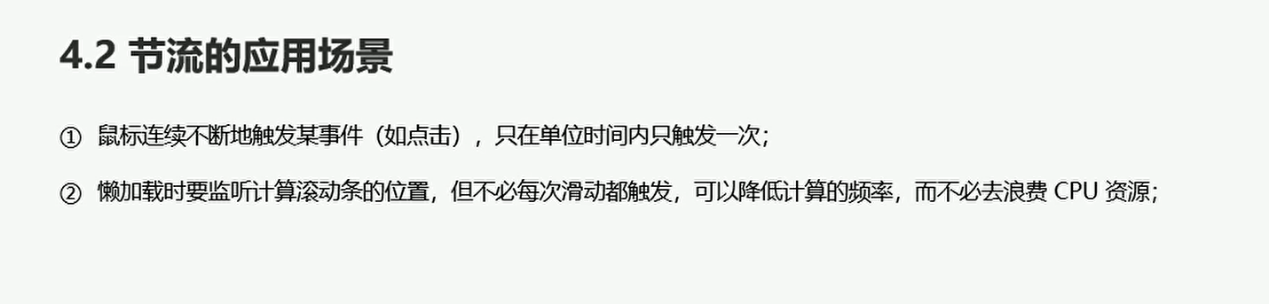 4.2 节流的应用场景
① 鼠标连续不断地触发某事件（如点击），只在单位时间内只触发一次；
② 懒加载时要监听计算滚动条的位置，但不必每次滑动都触发，可以降低计算的频率，而不必去浪费 CPU 资源；